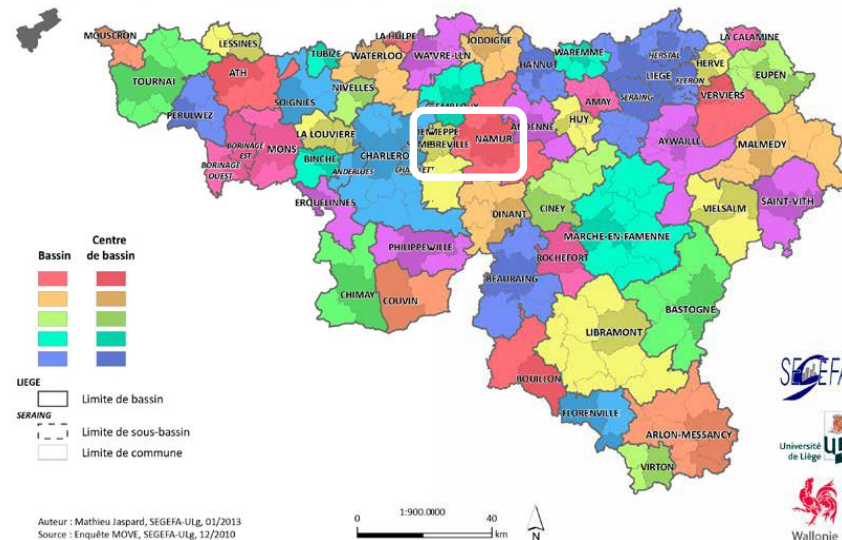 MOUSCRON
TOURNAI
LESSINES
ATH
PERULWEZ
TUBIZE
LA HULPE
WATERLOO
NIVELLES
SOIGNIES
LA LOUVIERE
BINCHE
MONS
BORINAGE
EST
BORINAGE
OUEST
ANDERLUES
ERQUELINNES
JODOIGNE
HANNUT
WAREMME
HERSTAL
LIEGE
FLERON
SERAING
HERVE
LA CALAMINE
EUPEN
VERVIERS
AMAY
HUY
NAMUR
AYWAILLE
MALMEDY
SAINT-VITH
VIELSALM
DINANT
CINEY
MARCHE-EN-FAMENNE
ROCHEFORT
PHILIPPEWILLE
CHIMAY
COUVIN
BEAURAING
BASTOGNE
LIBRAMONT
BOUILLON
FLORENVILLE
ARLON-MESSANCY
VIRTON
Bassin
Centre
de bassin
LIEGE
Limite de bassin
SERAING
Limite de sous-bassin
Limite de commune
Auteur : Mathieu Jaspard, SEGEFA-ULg, 01/2013
Source : Enquête MOVE, SEGEFA-ULg, 12/2010
1:900.0000
0
40
km
N
Université
de Liège
Wallonie